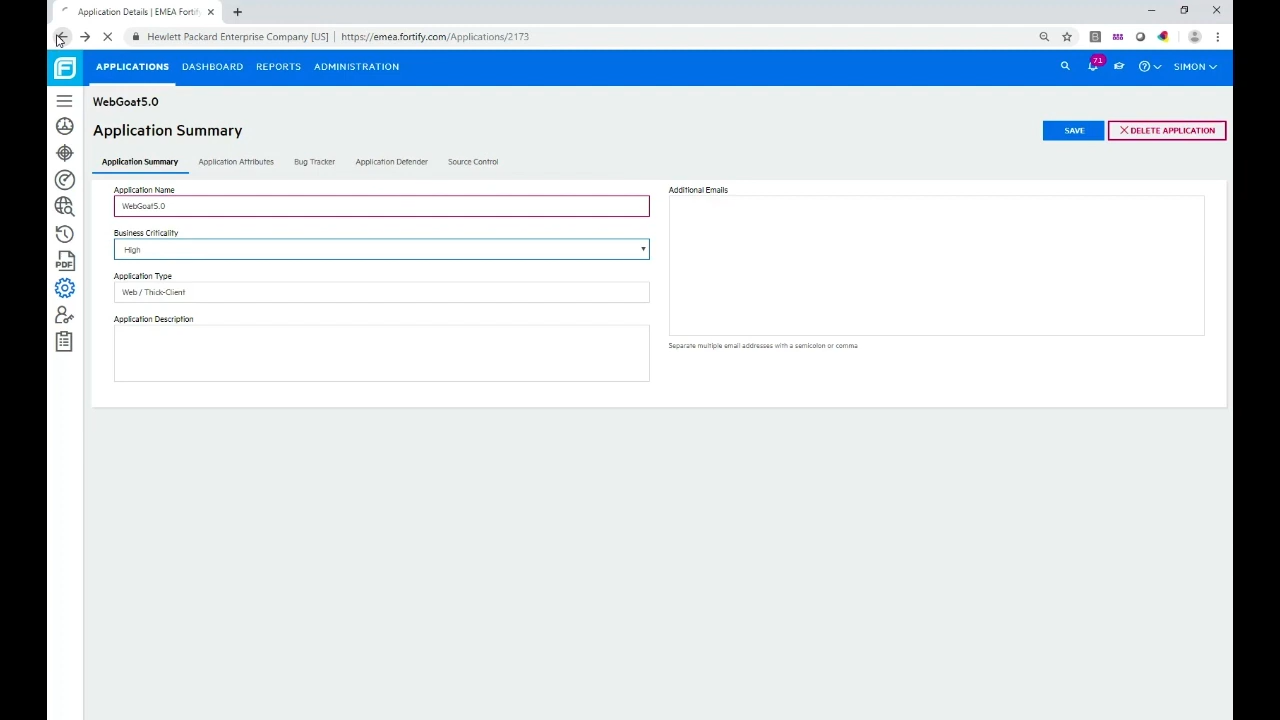 Application Details | EMEA Fortify
Hewlett Packard Enterprise Company [US] | https://emea.fortify.com/Applications/2173
APPLICATIONS DASHBOARD REPORTS ADMINISTRATION 71 SIMON
WebGoat5.0
Application Summary
SAVE DELETE APPLICATION
Application Summary Application Attributes Bug Tracker Application Defender Source Control
Application Name
WebGoat5.0
Business Criticality
High
Application Type
Web / Thick-Client
Application Description
Additional Emails
Separate multiple email addresses with a semicolon or comma
PDF